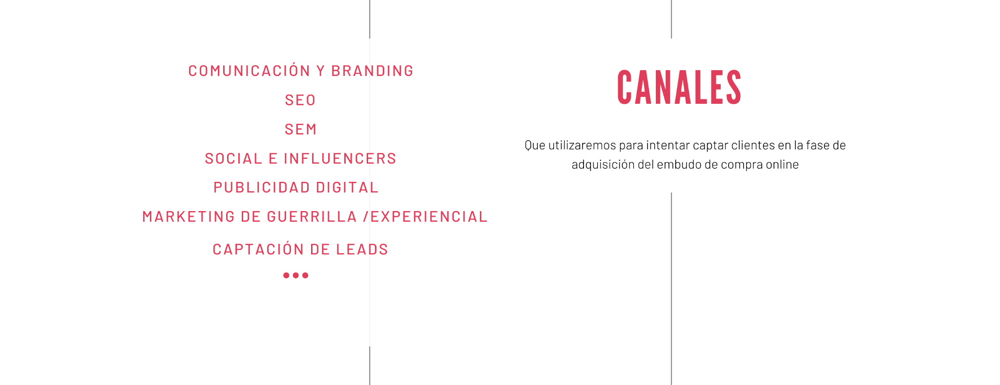 COMUNICACIÓN Y BRANDING
SEO
SEM
SOCIAL E INFLUENCERS
PUBLICIDAD DIGITAL
MARKETING DE GUERRILLA /EXPERIENCIAL
CAPTACIÓN DE LEADS
•••
CANALES
Que utilizaremos para intentar captar clientes en la fase de
adquisición del embudo de compra online